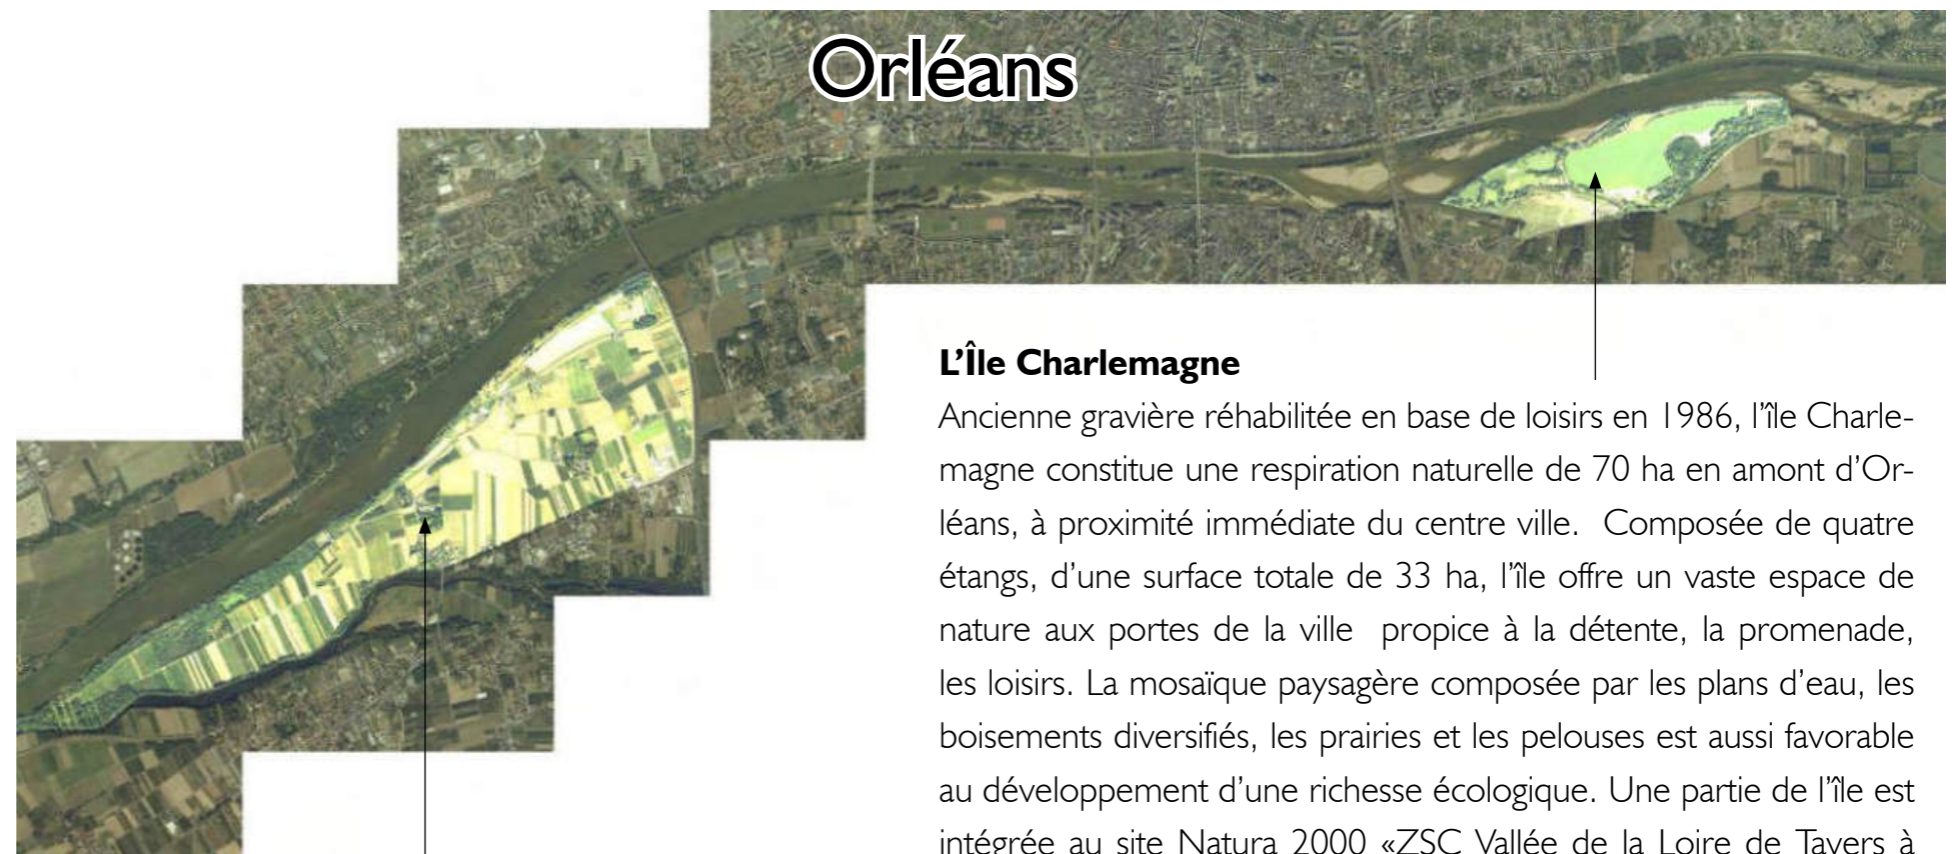 Orléans
L’Île Charlemagne
Ancienne gravière réhabilitée en base de loisirs en 1986, l’île Charle-
magne constitue une respiration naturelle de 70 ha en amont d’Or-
léans, à proximité immédiate du centre ville.  Composée de quatre
étangs, d’une surface totale de 33 ha, l’île offre un vaste espace de
nature aux portes de la ville  propice à la détente, la promenade,
les loisirs. La mosaïque paysagère composée par les plans d’eau, les
boisements diversifiés, les prairies et les pelouses est aussi favorable
au développement d’une richesse écologique. Une partie de l’île est
intégrée au site Natura 2000 «ZSC Vallée de la Loire de Tavers à